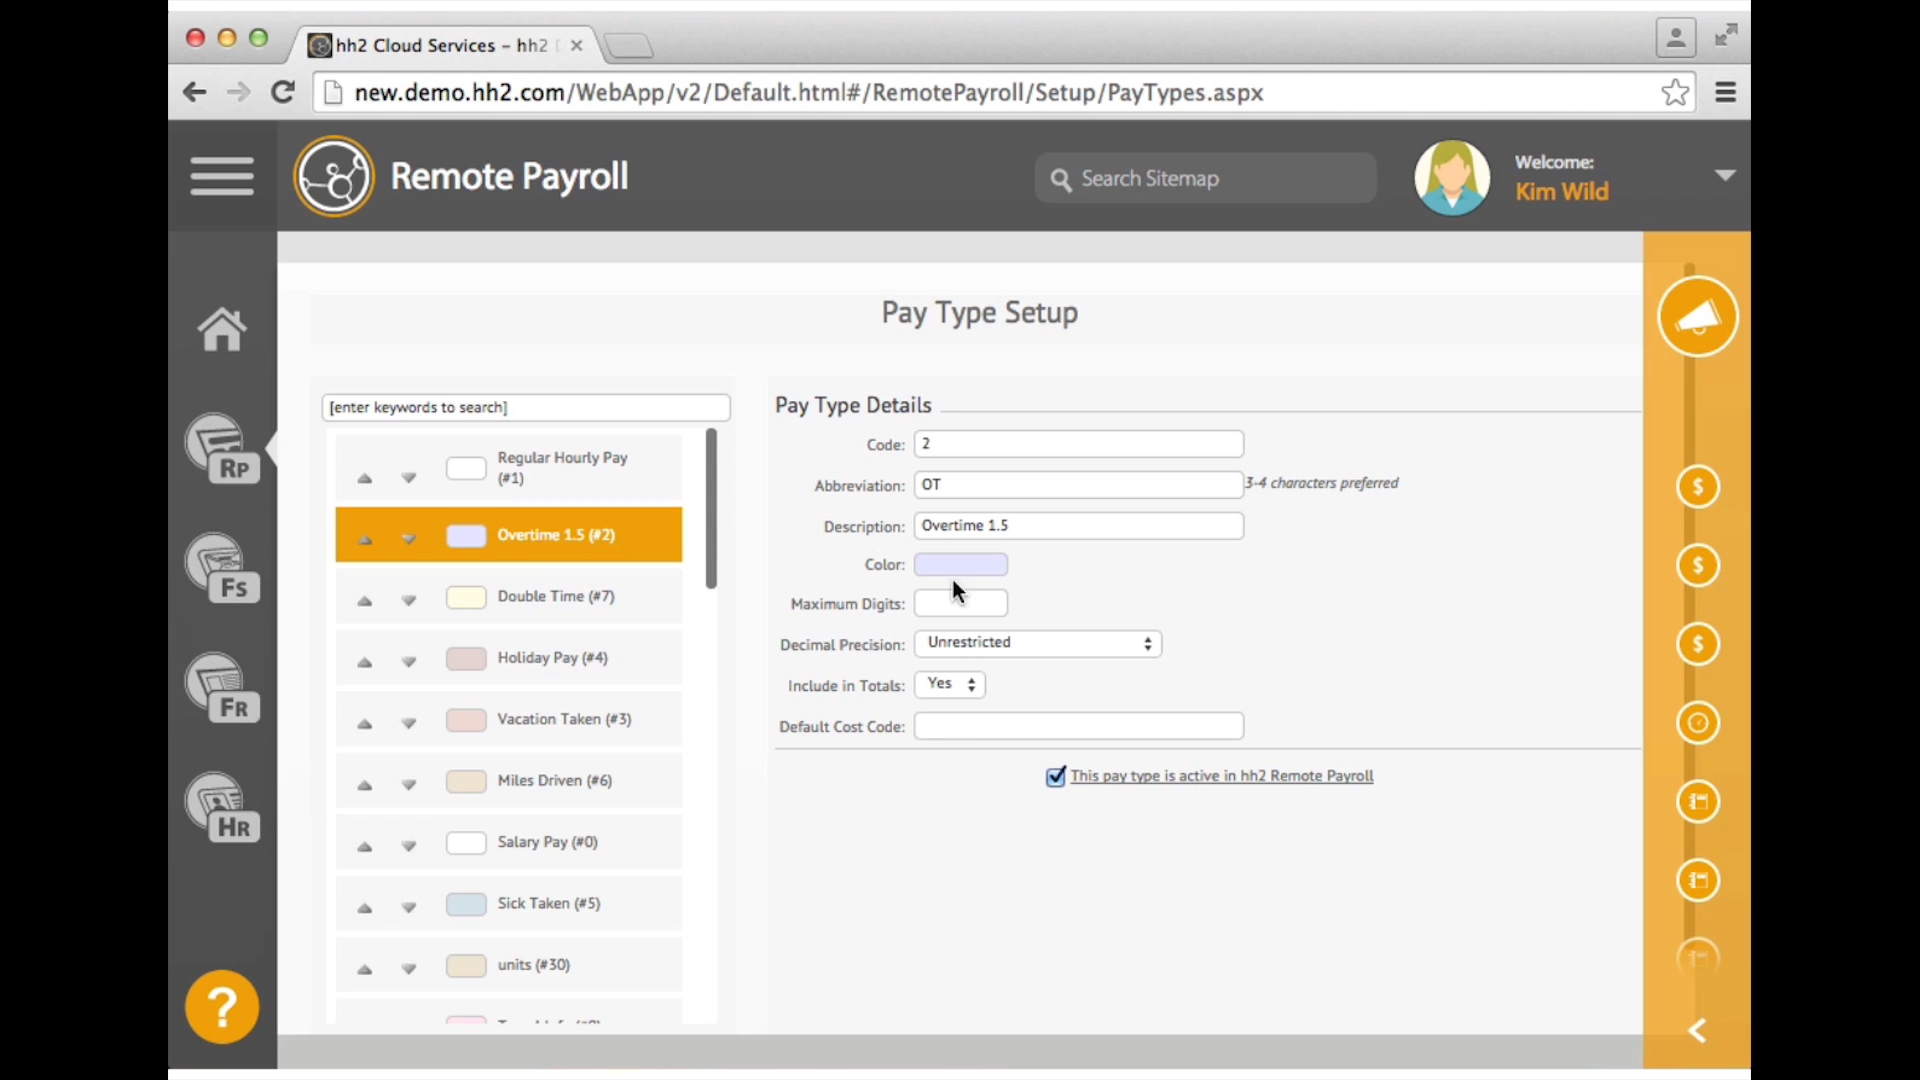 hh2 Cloud Services – hh2
new.demo.hh2.com/WebApp/v2/Default.html#/RemotePayroll/Setup/PayTypes.aspx
Remote Payroll
Search Sitemap
Welcome:
Kim Wild
Pay Type Setup
[enter keywords to search]
Regular Hourly Pay
(#1)
Overtime 1.5 (#2)
Double Time (#7)
Holiday Pay (#4)
Vacation Taken (#3)
Miles Driven (#6)
Salary Pay (#0)
Sick Taken (#5)
units (#30)
Pay Type Details
Code: 2
Abbreviation: OT 3-4 characters preferred
Description: Overtime 1.5
Color:
Maximum Digits:
Decimal Precision: Unrestricted
Include in Totals: Yes
Default Cost Code:
This pay type is active in hh2 Remote Payroll
RP
FS
FR
HR
?
$
$
$